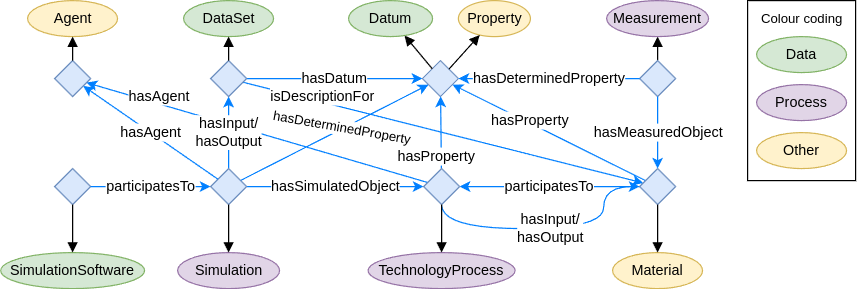 Agent
DataSet
Datum
Property
Measurement
Colour coding
Data
Process
Other
hasDatum
hasDeterminedProperty
isDescriptionFor
hasAgent
hasAgent
hasInput/
hasOutput
hasDeterminedProperty
hasProperty
hasMeasuredObject
hasProperty
participatesTo
hasSimulatedObject
participatesTo
hasInput/
hasOutput
SimulationSoftware
Simulation
TechnologyProcess
Material